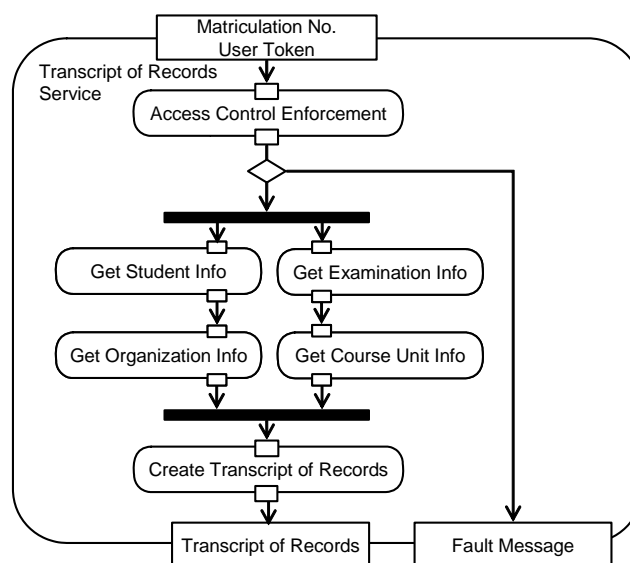 Matriculation No.
User Token
Transcript of Records
Service
Access Control Enforcement
Get Student Info
Get Examination Info
Get Organization Info
Get Course Unit Info
Create Transcript of Records
Transcript of Records
Fault Message